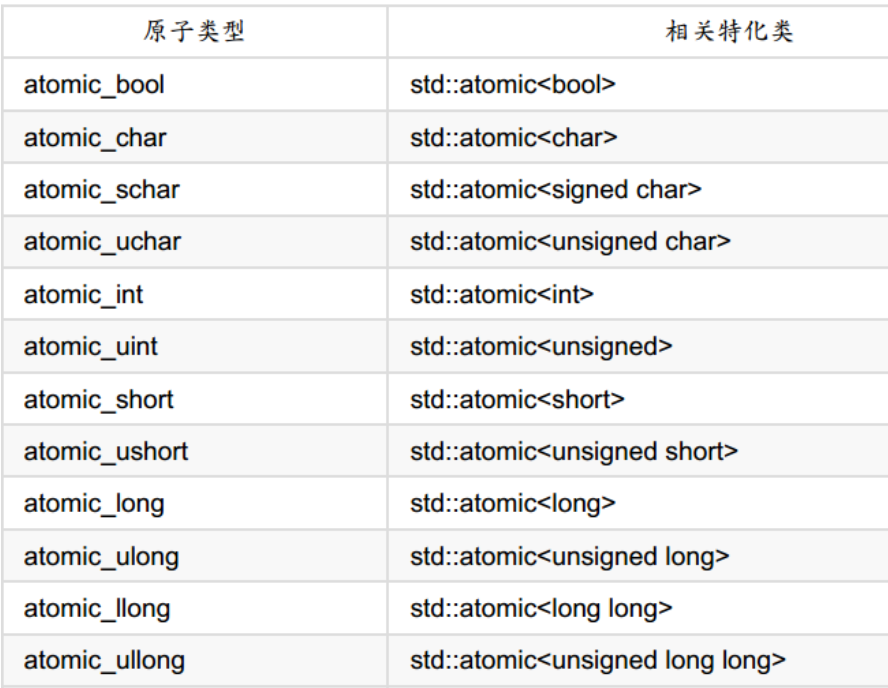 原子类型 相关特化类
atomic_bool std::atomic<bool>
atomic_char std::atomic<char>
atomic_schar std::atomic<signed char>
atomic_uchar std::atomic<unsigned char>
atomic_int std::atomic<int>
atomic_uint std::atomic<unsigned>
atomic_short std::atomic<short>
atomic_ushort std::atomic<unsigned short>
atomic_long std::atomic<long>
atomic_ulong std::atomic<unsigned long>
atomic_llong std::atomic<long long>
atomic_ullong std::atomic<unsigned long long>